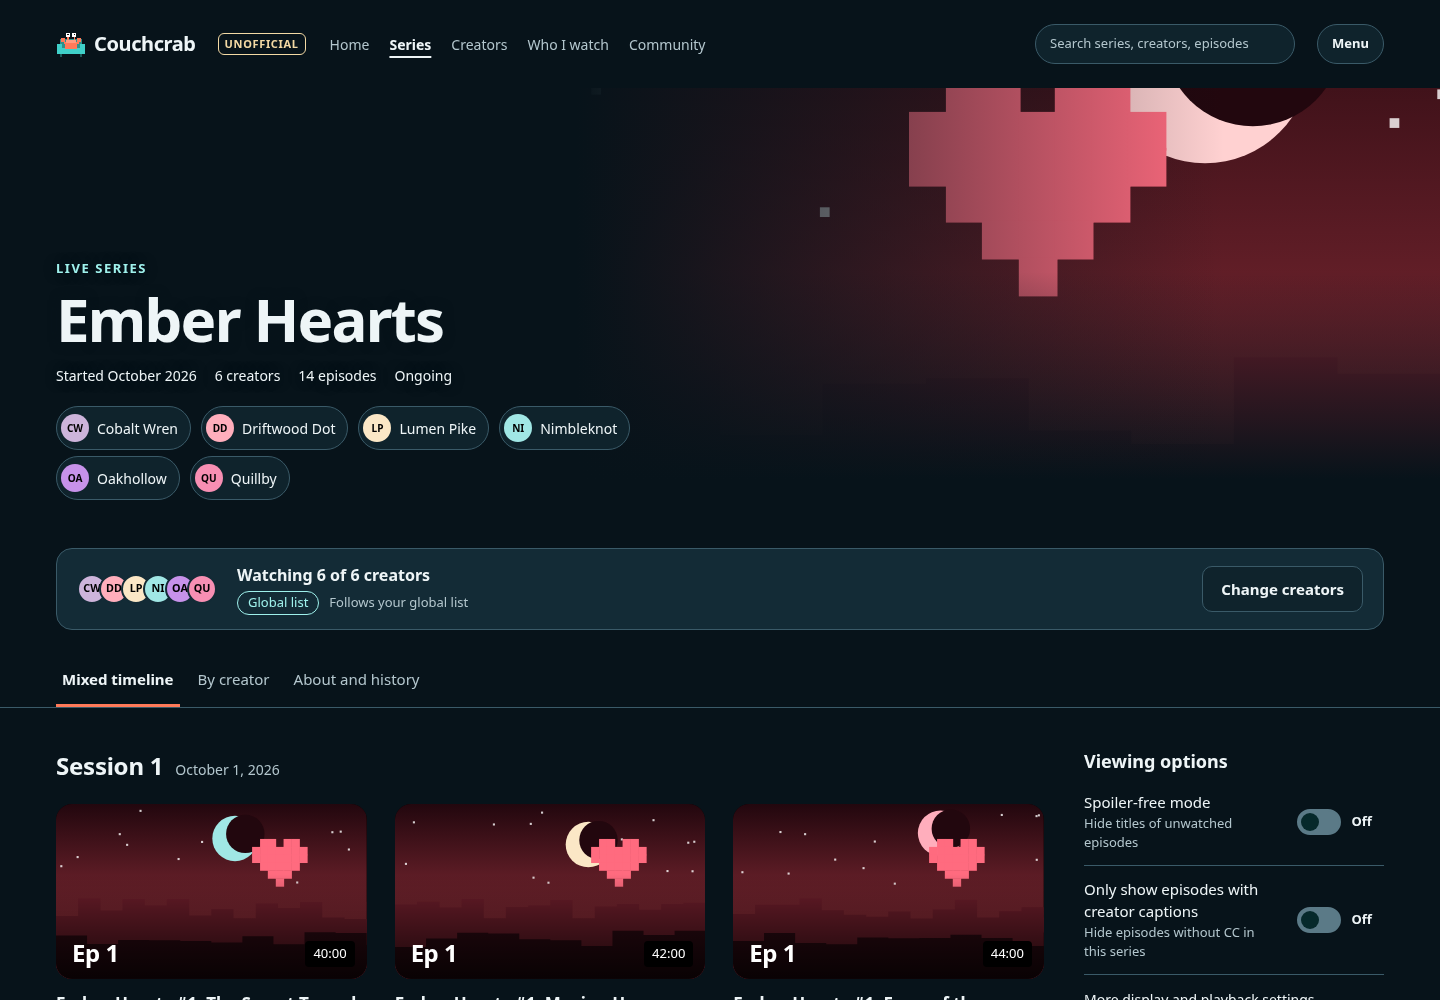 Couchcrab
UNOFFICIAL
Home
Series
Creators
Who I watch
Community
Search series, creators, episodes
Menu
LIVE SERIES
Ember Hearts
Started October 2026
6 creators
14 episodes
Ongoing
CW Cobalt Wren
DD Driftwood Dot
LP Lumen Pike
NI Nimbleknot
OA Oakhollow
QU Quillby
CW DD LP NI OA QU
Watching 6 of 6 creators
Global list
Follows your global list
Change creators
Mixed timeline
By creator
About and history
Session 1
October 1, 2026
Ep 1
40:00
Ep 1
42:00
Ep 1
44:00
Viewing options
Spoiler-free mode
Hide titles of unwatched
episodes
Off
Only show episodes with
creator captions
Hide episodes without CC in
this series
Off
More display and playback settings